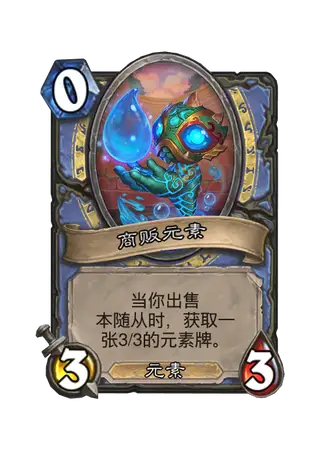 0
商贩元素
当你出售
本随从时，获取一
张3/3的元素牌。
3
元素
3